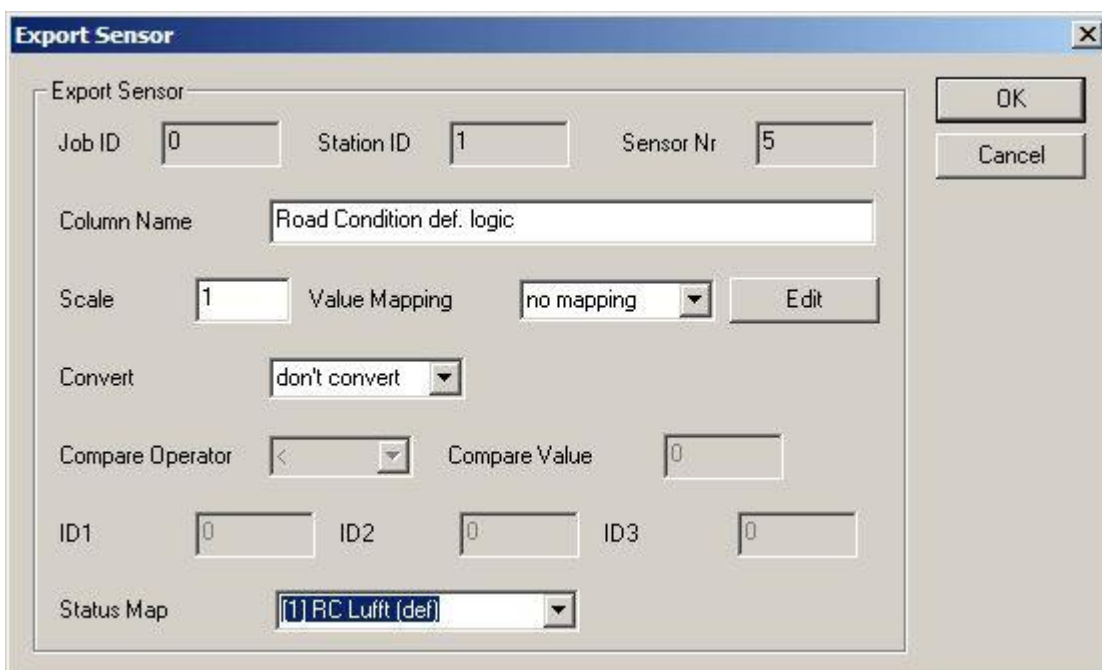 Export Sensor
Export Sensor
OK
Job ID 0 Station ID 1 Sensor Nr 5
Cancel
Column Name Road Condition def. logic
Scale 1 Value Mapping no mapping Edit
Convert don't convert
Compare Operator < Compare Value 0
ID1 0 ID2 0 ID3 0
Status Map [1] RC Lufft (def)